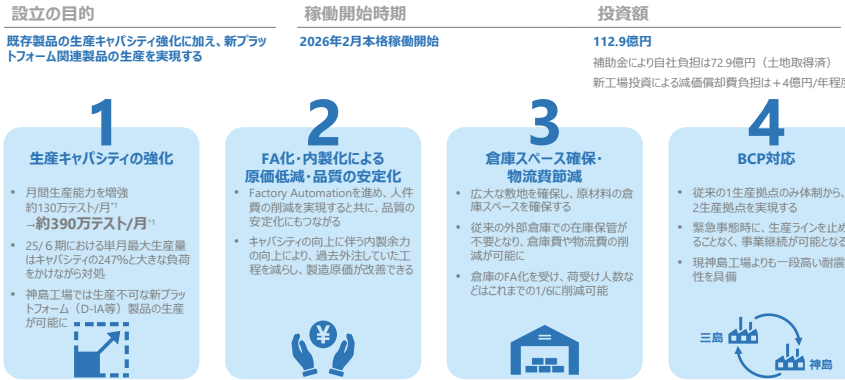 設立の目的
既存製品の生産キャパシティ強化に加え、新プラッ
トフォーム関連製品の生産を実現する
稼働開始時期
2026年2月本格稼働開始
投資額
112.9億円
補助金により自社負担は72.9億円（土地取得済）
新工場投資による減価償却費負担は＋4億円/年程度
1
生産キャパシティの強化
• 月間生産能力を増強
約130万テスト/月*1
→約390万テスト/月*1
• 25/６期における単月最大生産量
はキャパシティの247%と大きな負荷
をかけながら対処
• 神島工場では生産不可な新プラッ
トフォーム（D-IA等）製品の生産
が可能に
2
FA化・内製化による
原価低減・品質の安定化
• Factory Automationを進め、人件
費の削減を実現すると共に、品質の
安定化にもつながる
• キャパシティの向上に伴う内製余力
の向上により、過去外注していた工
程を減らし、製造原価が改善できる
¥
3
倉庫スペース確保・
物流費節減
• 広大な敷地を確保し、原材料の倉
庫スペースを確保する
• 従来の外部倉庫での在庫保管が
不要となり、倉庫費や物流費の削
減が可能に
• 倉庫のFA化を受け、荷受け人数な
どはこれまでの1/6に削減可能
4
BCP対応
• 従来の1生産拠点のみ体制から、
2生産拠点を実現する
• 緊急事態時に、生産ラインを止め
ることなく、事業継続が可能となる
• 現神島工場よりも一段高い耐震
性を具備
三島
神島